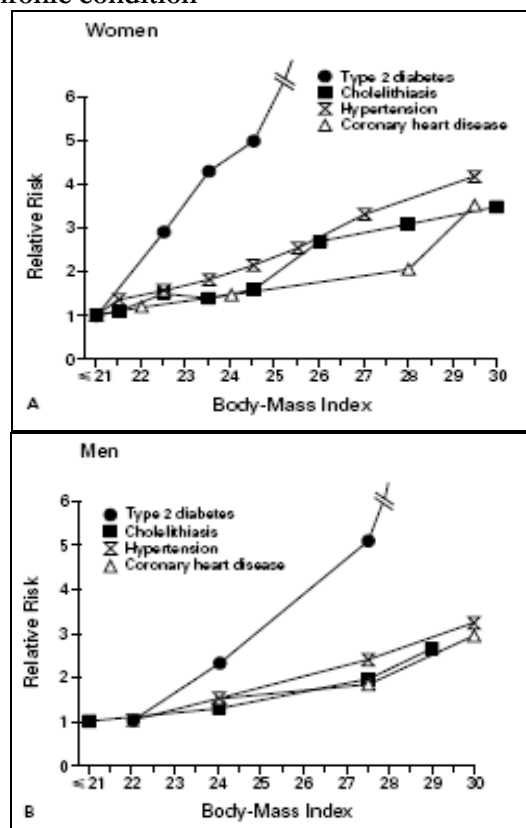 Women
Type 2 diabetes
Cholelithiasis
Hypertension
Coronary heart disease
6
5
4
3
2
1
0
Relative Risk
≤21 22 23 24 25 26 27 28 29 30
A
Body-Mass Index
Men
Type 2 diabetes
Cholelithiasis
Hypertension
Coronary heart disease
6
5
4
3
2
1
0
Relative Risk
≤21 22 23 24 25 26 27 28 29 30
B
Body-Mass Index